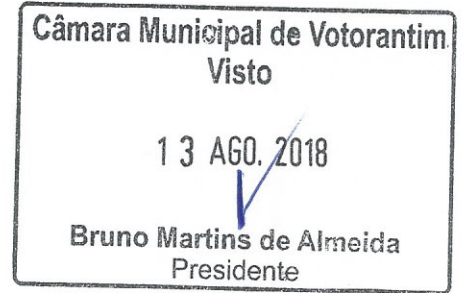 Câmara Municipal de Votorantim
Visto
13 AGO. 2018
Bruno Martins de Almeida
Presidente